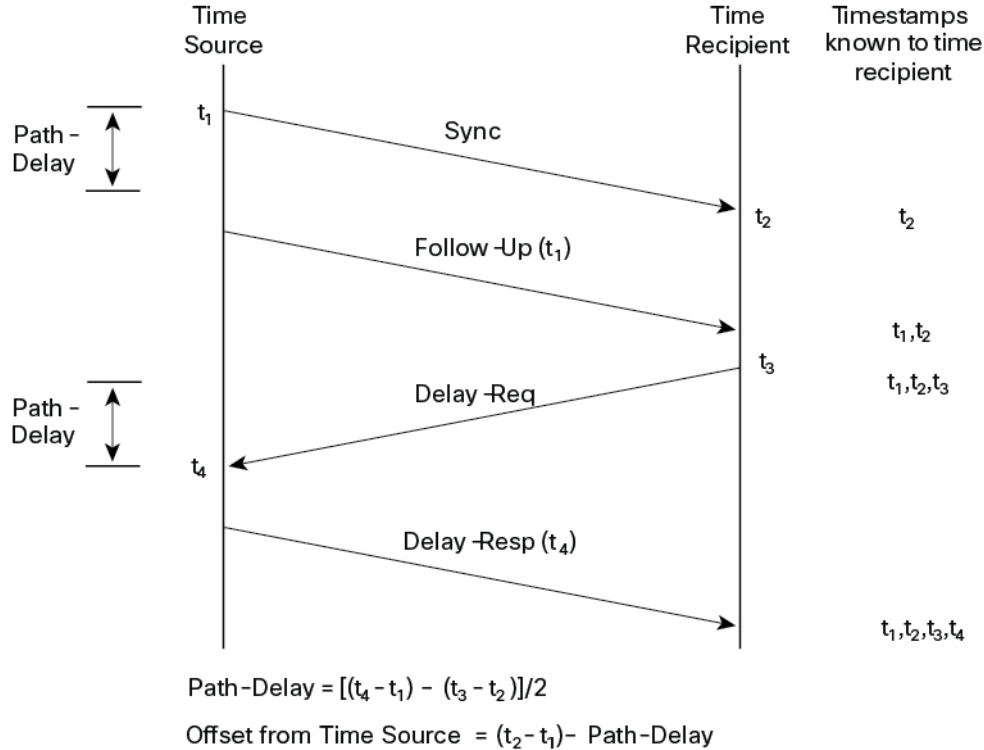 Time
Source
Time
Recipient
Timestamps
known to time
recipient
Path -
Delay
t₁
Sync
t₂
t₂
Follow -Up (t₁)
t₁,t₂
t₃
t₁,t₂,t₃
Delay -Req
Path -
Delay
t₄
Delay -Resp (t₄)
t₁,t₂,t₃,t₄
Path-Delay = [(t₄-t₁) - (t₃-t₂)]/2
Offset from Time Source = (t₂-t₁)- Path-Delay